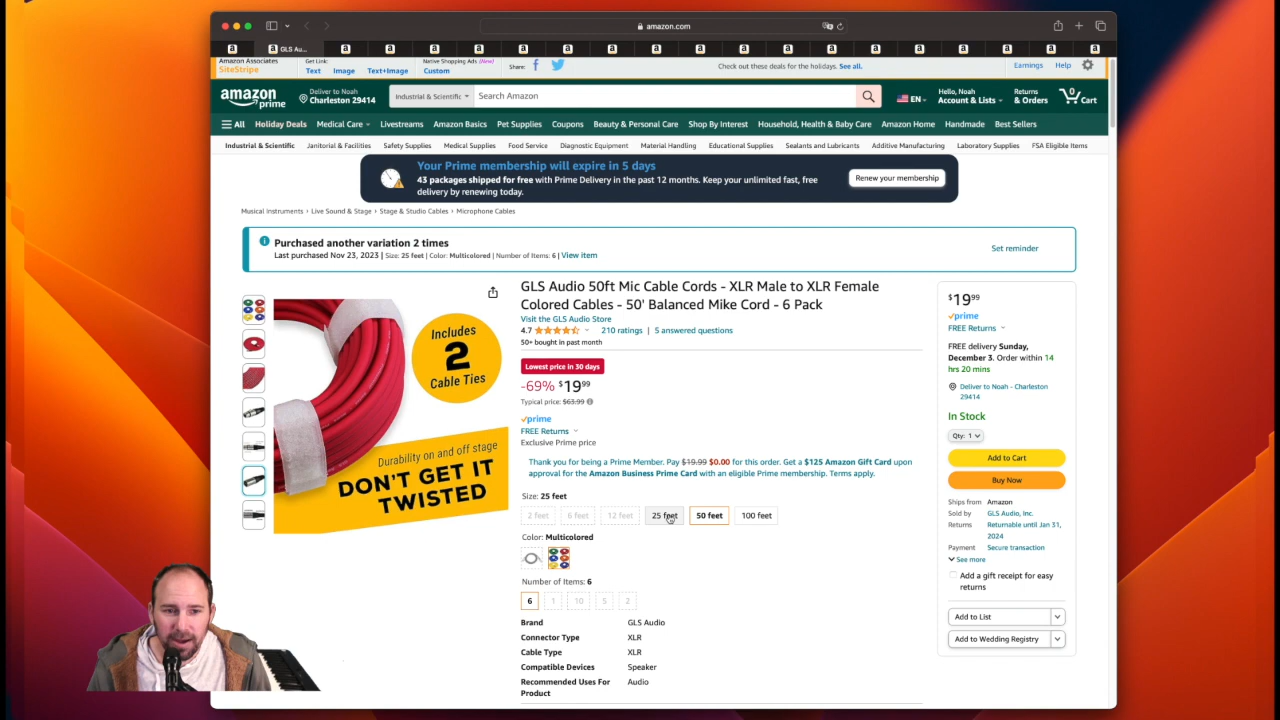 amazon.com
GLS Au...
Amazon Associates
SiteStripe
Get Link:
Text Image Text+Image
Native Shopping Ads (New)
Custom
Share:
Check out these deals for the holidays. See all.
Earnings Help
amazon
prime
Deliver to Noah
Charleston 29414
Industrial & Scientific
Search Amazon
EN
Hello, Noah
Account & Lists
Returns
& Orders
0
Cart
All Holiday Deals Medical Care Livestreams Amazon Basics Pet Supplies Coupons Beauty & Personal Care Shop By Interest Household, Health & Baby Care Amazon Home Handmade Best Sellers
Industrial & Scientific Janitorial & Facilities Safety Supplies Medical Supplies Food Service Diagnostic Equipment Material Handling Educational Supplies Sealants and Lubricants Additive Manufacturing Laboratory Supplies FSA Eligible Items
Your Prime membership will expire in 5 days
43 packages shipped for free with Prime Delivery in the past 12 months. Keep your unlimited fast, free
delivery by renewing today.
Renew your membership
Musical Instruments › Live Sound & Stage › Stage & Studio Cables › Microphone Cables
Purchased another variation 2 times
Last purchased Nov 23, 2023 | Size: 25 feet | Color: Multicolored | Number of Items: 6 | View item
Set reminder
Includes
2
Cable Ties
Durability on and off stage
DON'T GET IT
TWISTED
GLS Audio 50ft Mic Cable Cords - XLR Male to XLR Female
Colored Cables - 50' Balanced Mike Cord - 6 Pack
Visit the GLS Audio Store
4.7 210 ratings | 5 answered questions
50+ bought in past month
Lowest price in 30 days
-69% $19.99
Typical price: $63.99
prime
FREE Returns
Exclusive Prime price
Thank you for being a Prime Member. Pay $19.99 $0.00 for this order. Get a $125 Amazon Gift Card upon
approval for the Amazon Business Prime Card with an eligible Prime membership. Terms apply.
Size: 25 feet
2 feet 6 feet 12 feet 25 feet 50 feet 100 feet
Color: Multicolored
Number of Items: 6
6 1 10 5 2
Brand GLS Audio
Connector Type XLR
Cable Type XLR
Compatible Devices Speaker
Recommended Uses For Audio
Product
$19.99
prime
FREE Returns
FREE delivery Sunday,
December 3. Order within 14
hrs 20 mins
Deliver to Noah - Charleston
29414
In Stock
Qty: 1
Add to Cart
Buy Now
Ships from Amazon
Sold by GLS Audio, Inc.
Returns Returnable until Jan 31,
2024
Payment Secure transaction
See more
Add a gift receipt for easy
returns
Add to List
Add to Wedding Registry